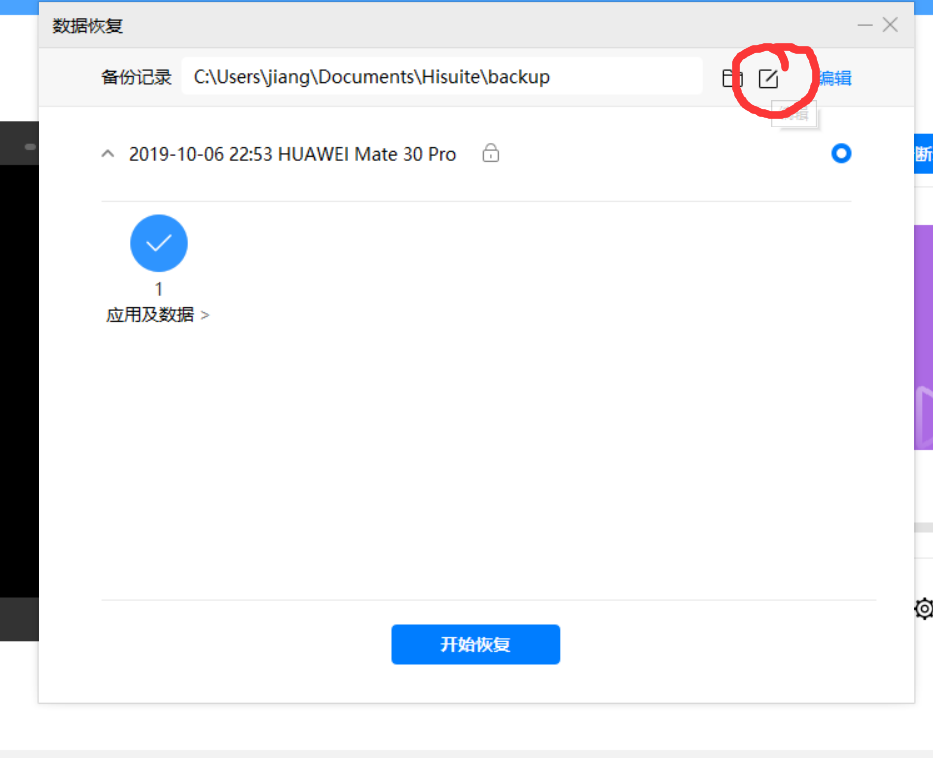 数据恢复
备份记录 C:\Users\jiang\Documents\Hisuite\backup 编辑
2019-10-06 22:53 HUAWEI Mate 30 Pro
断
1
应用及数据 >
开始恢复